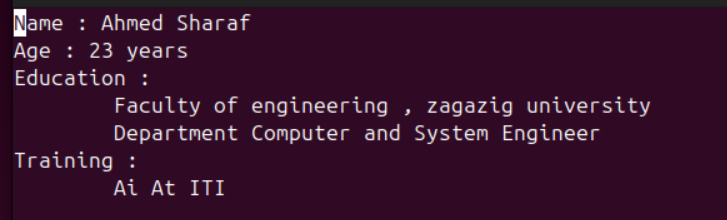 Name : Ahmed Sharaf
Age : 23 years
Education :
Faculty of engineering , zagazig university
Department Computer and System Engineer
Training :
Ai At ITI